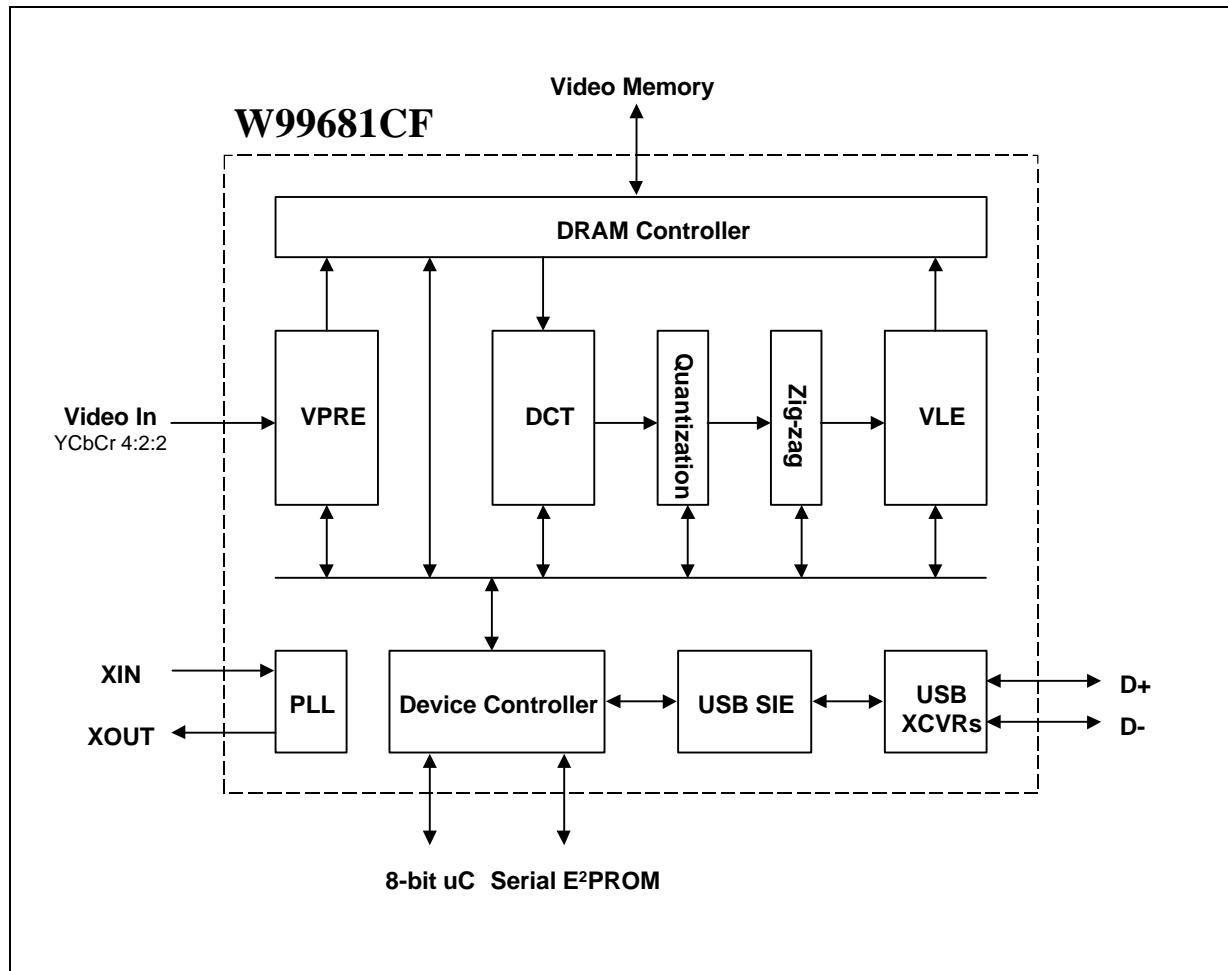 Video Memory
W99681CF
DRAM Controller
VPRE
DCT
Quantization
Zig-zag
VLE
Video In
YCbCr 4:2:2
XIN
XOUT
PLL
Device Controller
USB SIE
USB
XCVRs
D+
D-
8-bit uC
Serial E²PROM